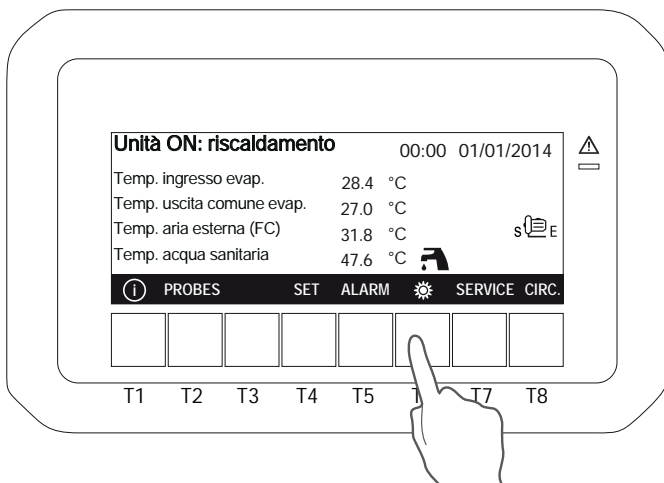 Unità ON: riscaldamento 00:00 01/01/2014
Temp. ingresso evap. 28.4 °C
Temp. uscita comune evap. 27.0 °C
Temp. aria esterna (FC) 31.8 °C S E
Temp. acqua sanitaria 47.6 °C
i PROBES SET ALARM SERVICE CIRC.
T1 T2 T3 T4 T5 T7 T8